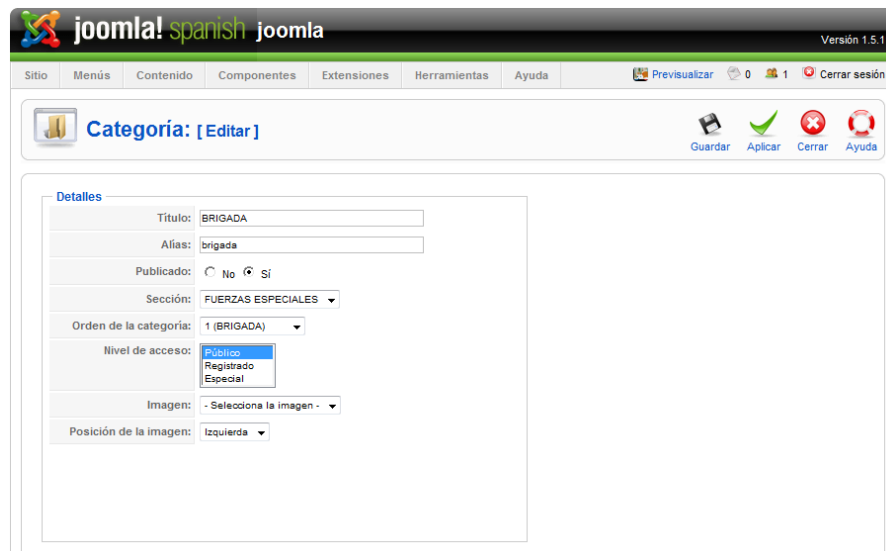 joomla! spanish joomla
Versión 1.5.1
Sitio Menús Contenido Componentes Extensiones Herramientas Ayuda Previsualizar 0 1 Cerrar sesión
Categoría: [ Editar ]
Guardar Aplicar Cerrar Ayuda
Detalles
Título: BRIGADA
Alias: brigada
Publicado: No Sí
Sección: FUERZAS ESPECIALES
Orden de la categoría: 1 (BRIGADA)
Nivel de acceso: Público
Registrado
Especial
Imagen: - Selecciona la imagen -
Posición de la imagen: Izquierda